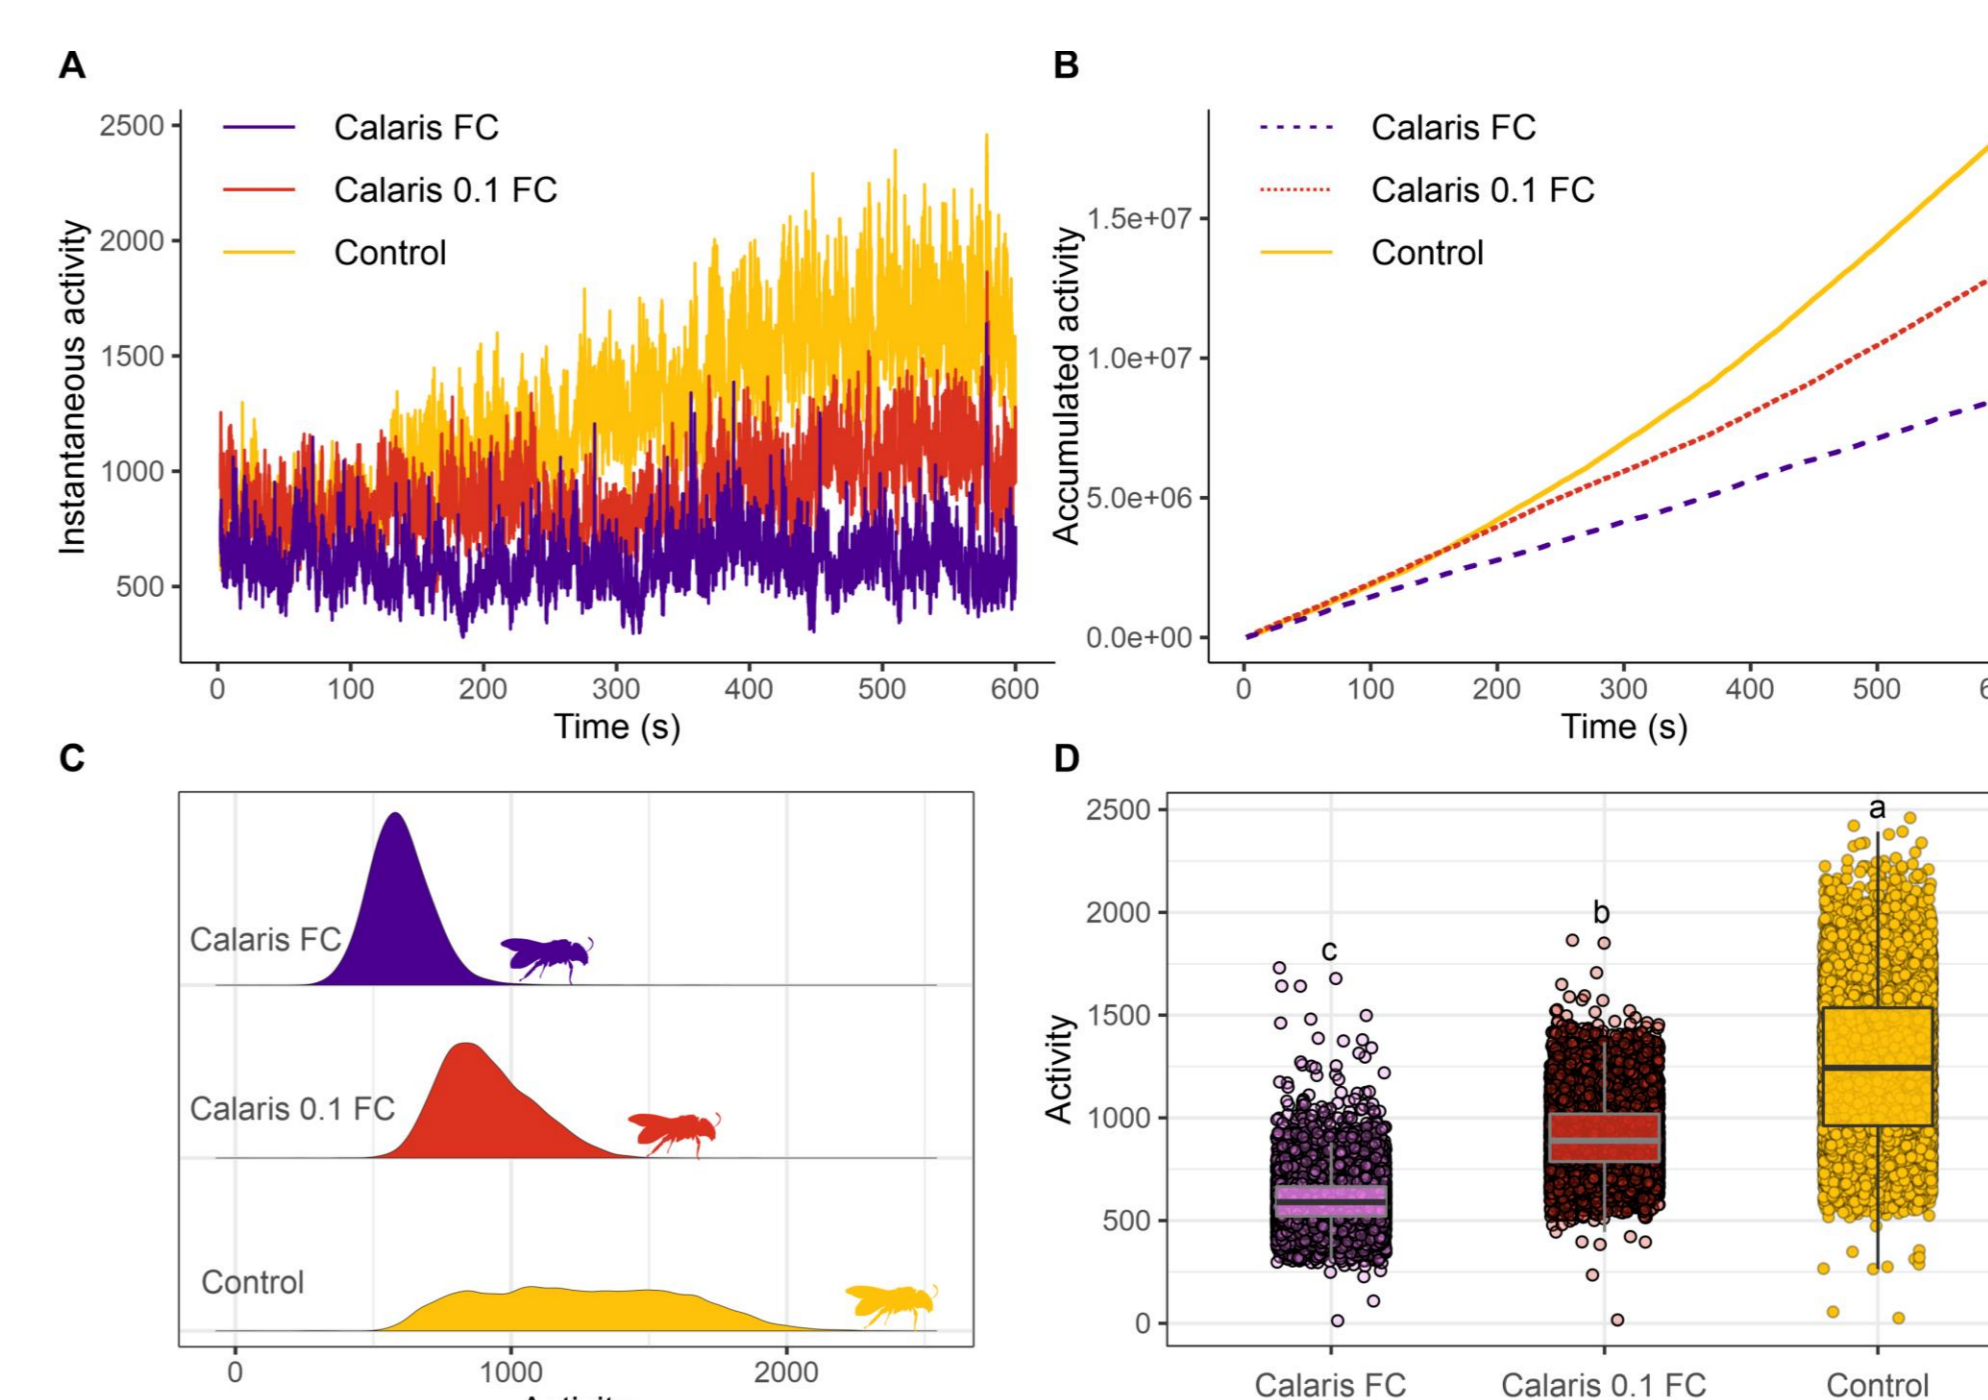 A
2500
2000
1500
1000
500
Instantaneous activity
Calaris FC
Calaris 0.1 FC
Control
0 100 200 300 400 500 600
Time (s)
B
1.5e+07
1.0e+07
5.0e+06
0.0e+00
Accumulated activity
Calaris FC
Calaris 0.1 FC
Control
0 100 200 300 400 500
Time (s)
C
Calaris FC
Calaris 0.1 FC
Control
0 1000 2000
D
2500
2000
1500
1000
500
0
Activity
c
b
a
Calaris FC Calaris 0.1 FC Control